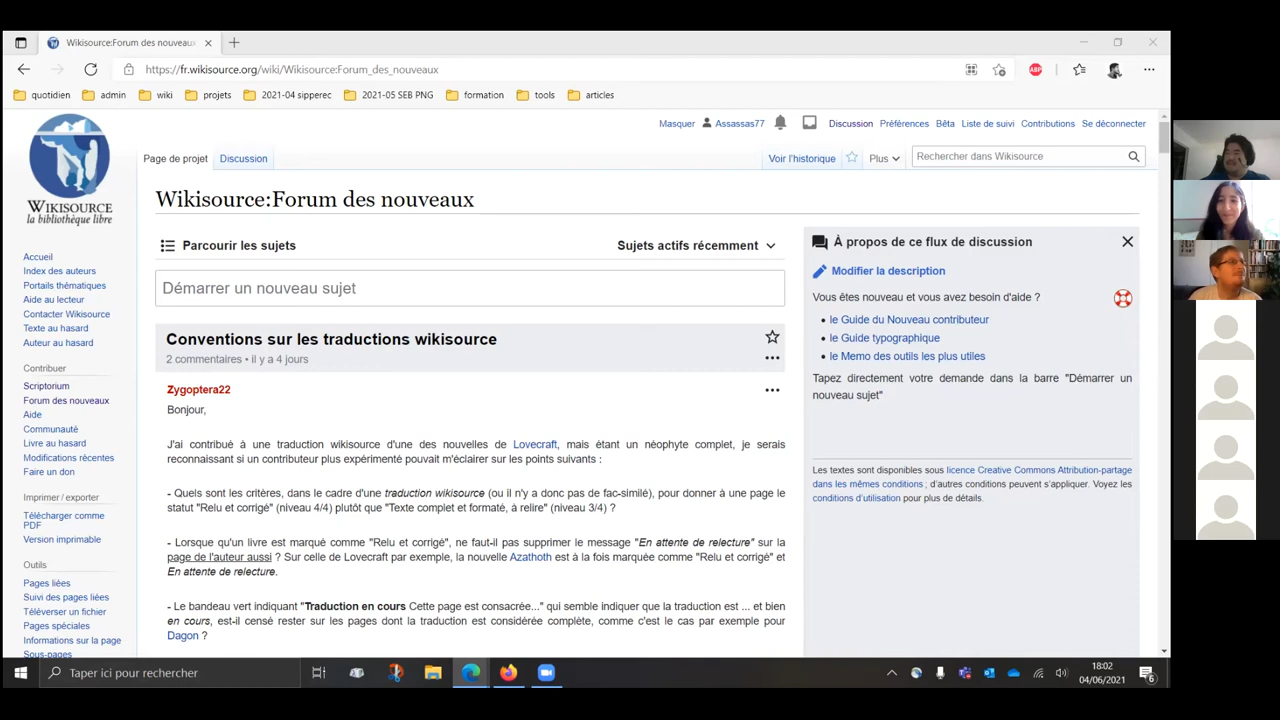 Wikisource:Forum des nouveaux
https://fr.wikisource.org/wiki/Wikisource:Forum_des_nouveaux
ABP
quotidien admin wiki projets 2021-04 sipperec 2021-05 SEB PNG formation tools articles
WIKISOURCE
la bibliothèque libre
Masquer Assassas77 Discussion Préférences Bêta Liste de suivi Contributions Se déconnecter
Page de projet Discussion Voir l'historique Plus Rechercher dans Wikisource
Accueil
Index des auteurs
Portails thématiques
Aide au lecteur
Contacter Wikisource
Texte au hasard
Auteur au hasard
Contribuer
Scriptorium
Forum des nouveaux
Aide
Communauté
Livre au hasard
Modifications récentes
Faire un don
Imprimer / exporter
Télécharger comme
PDF
Version imprimable
Outils
Pages liées
Suivi des pages liées
Téléverser un fichier
Pages spéciales
Informations sur la page
Sous-pages
Wikisource:Forum des nouveaux
Parcourir les sujets Sujets actifs récemment
Démarrer un nouveau sujet
Conventions sur les traductions wikisource
2 commentaires • il y a 4 jours
Zygoptera22
Bonjour,
J'ai contribué à une traduction wikisource d'une des nouvelles de Lovecraft, mais étant un néophyte complet, je serais
reconnaissant si un contributeur plus expérimenté pouvait m'éclairer sur les points suivants :
- Quels sont les critères, dans le cadre d'une traduction wikisource (ou il n'y a donc pas de fac-similé), pour donner à une page le
statut "Relu et corrigé" (niveau 4/4) plutôt que "Texte complet et formaté, à relire" (niveau 3/4) ?
- Lorsque qu'un livre est marqué comme "Relu et corrigé", ne faut-il pas supprimer le message "En attente de relecture" sur la
page de l'auteur aussi ? Sur celle de Lovecraft par exemple, la nouvelle Azathoth est à la fois marquée comme "Relu et corrigé" et
En attente de relecture.
- Le bandeau vert indiquant "Traduction en cours Cette page est consacrée..." qui semble indiquer que la traduction est ... et bien
en cours, est-il censé rester sur les pages dont la traduction est considérée complète, comme c'est le cas par exemple pour
Dagon ?
À propos de ce flux de discussion
Modifier la description
Vous êtes nouveau et vous avez besoin d'aide ?
• le Guide du Nouveau contributeur
• le Guide typographique
• le Memo des outils les plus utiles
Tapez directement votre demande dans la barre "Démarrer un
nouveau sujet"
Les textes sont disponibles sous licence Creative Commons Attribution-partage
dans les mêmes conditions ; d'autres conditions peuvent s'appliquer. Voyez les
conditions d'utilisation pour plus de détails.
Taper ici pour rechercher
18:02
04/06/2021
6